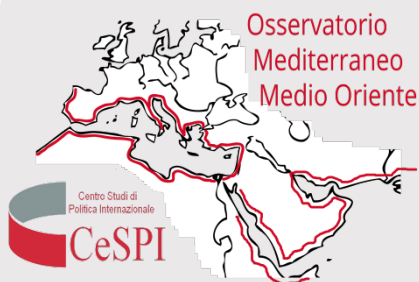 Osservatorio
Mediterraneo
Medio Oriente
Centro Studi di
Politica Internazionale
CeSPI